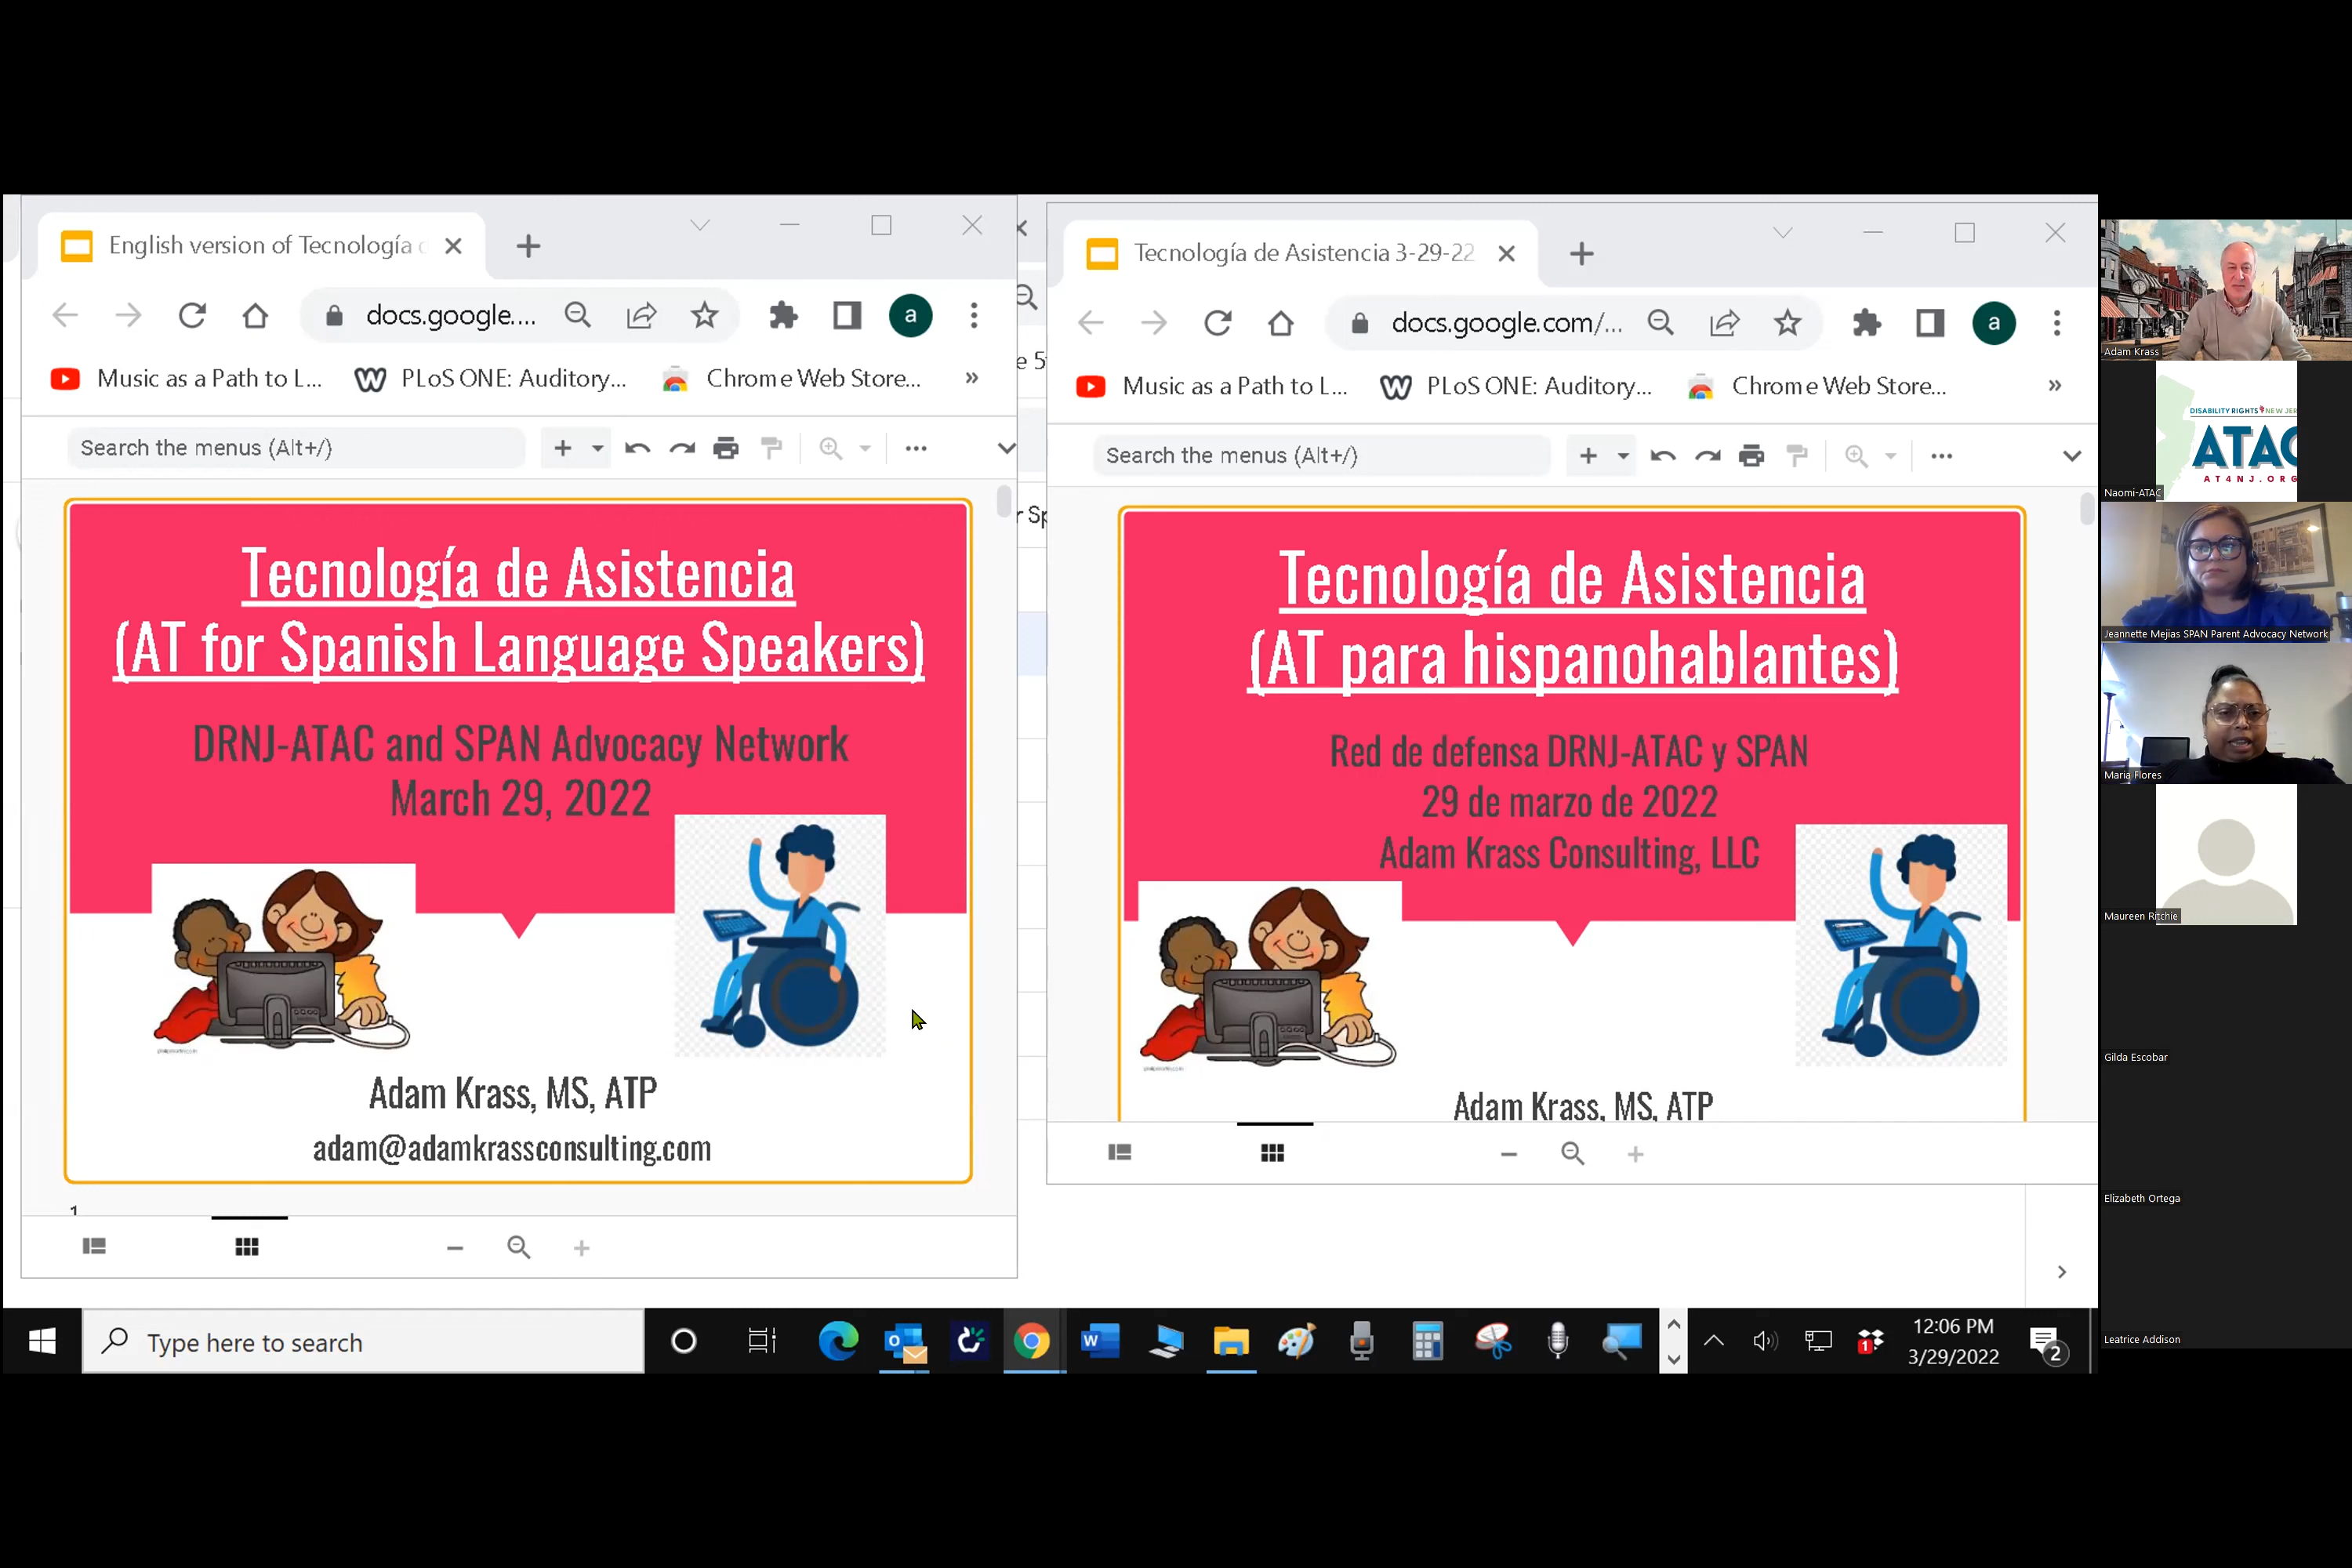 English version of Tecnología
docs.google....
Music as a Path to L...
PLoS ONE: Auditory...
Chrome Web Store...
»
Search the menus (Alt+/)
Tecnología de Asistencia
(AT for Spanish Language Speakers)
DRNJ-ATAC and SPAN Advocacy Network
March 29, 2022
Adam Krass, MS, ATP
adam@adamkrassconsulting.com
1
e 5
r Sp
Tecnología de Asistencia 3-29-22
docs.google.com/...
Music as a Path to L...
PLoS ONE: Auditory...
Chrome Web Store...
»
Search the menus (Alt+/)
Tecnología de Asistencia
(AT para hispanohablantes)
Red de defensa DRNJ-ATAC y SPAN
29 de marzo de 2022
Adam Krass Consulting, LLC
Adam Krass, MS, ATP
Type here to search
12:06 PM
3/29/2022
2
Adam Krass
DISABILITY RIGHTS NEW JER
ATAC
AT4NJ.ORG
Naomi-ATAC
Jeannette Mejias SPAN Parent Advocacy Network
Maria Flores
Maureen Ritchie
Gilda Escobar
Elizabeth Ortega
Leatrice Addison